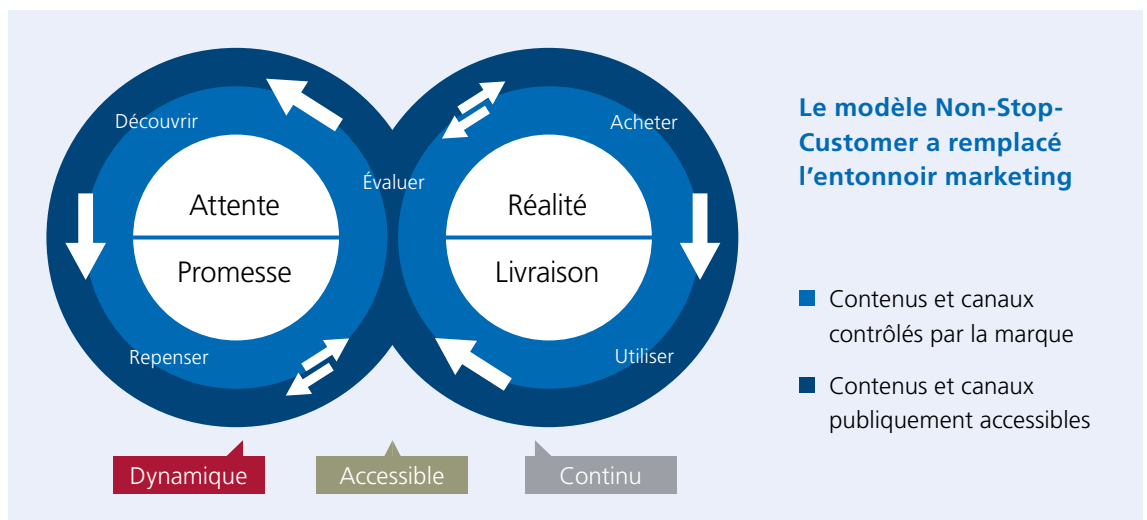 Découvrir
Évaluer
Acheter
Attente
Promesse
Réalité
Livraison
Repenser
Utiliser
Dynamique
Accessible
Continu
Le modèle Non-Stop-
Customer a remplacé
l’entonnoir marketing
Contenus et canaux
contrôlés par la marque
Contenus et canaux
publiquement accessibles